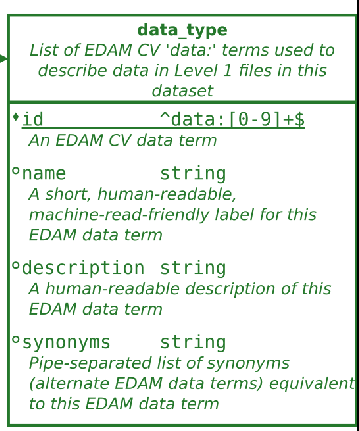 data_type
List of EDAM CV 'data:' terms used to
describe data in Level 1 files in this
dataset
♦id ^data:[0-9]+$
An EDAM CV data term
○name string
A short, human-readable,
machine-read-friendly label for this
EDAM data term
○description string
A human-readable description of this
EDAM data term
○synonyms string
Pipe-separated list of synonyms
(alternate EDAM data terms) equivalent
to this EDAM data term